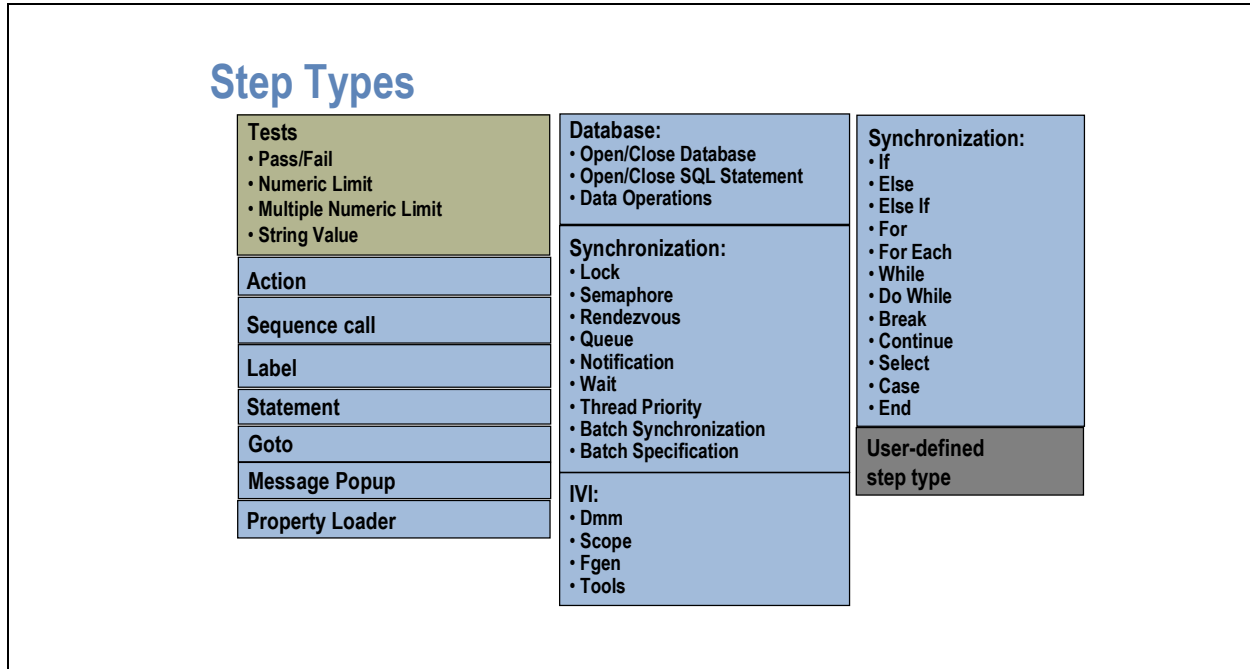 Step Types
Tests
• Pass/Fail
• Numeric Limit
• Multiple Numeric Limit
• String Value
Action
Sequence call
Label
Statement
Goto
Message Popup
Property Loader
Database:
• Open/Close Database
• Open/Close SQL Statement
• Data Operations
Synchronization:
• Lock
• Semaphore
• Rendezvous
• Queue
• Notification
• Wait
• Thread Priority
• Batch Synchronization
• Batch Specification
IVI:
• Dmm
• Scope
• Fgen
• Tools
Synchronization:
• If
• Else
• Else If
• For
• For Each
• While
• Do While
• Break
• Continue
• Select
• Case
• End
User-defined
step type